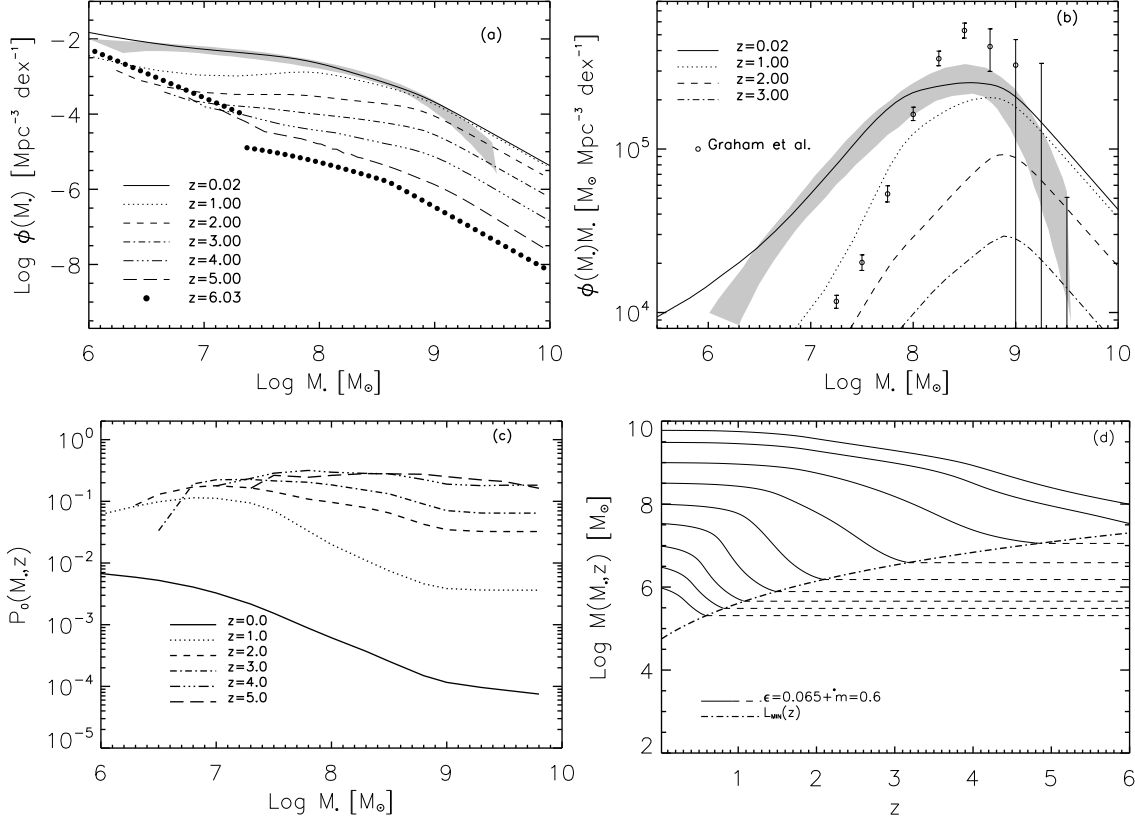 (a)
Log ϕ(M•) [Mpc⁻³ dex⁻¹]
-2
-4
-6
-8
z=0.02
z=1.00
z=2.00
z=3.00
z=4.00
z=5.00
z=6.03
6 7 8 9 10
Log M• [M⊙]
(b)
ϕ(M•)M• [M⊙ Mpc⁻³ dex⁻¹]
10⁵
10⁴
z=0.02
z=1.00
z=2.00
z=3.00
Graham et al.
6 7 8 9 10
Log M• [M⊙]
(c)
P₀(M•,z)
10⁰
10⁻¹
10⁻²
10⁻³
10⁻⁴
10⁻⁵
z=0.0
z=1.0
z=2.0
z=3.0
z=4.0
z=5.0
6 7 8 9 10
Log M• [M⊙]
(d)
Log M(M•,z) [M⊙]
10
8
6
4
2
ϵ=0.065+ṁ=0.6
L_MIN(z)
1 2 3 4 5 6
z